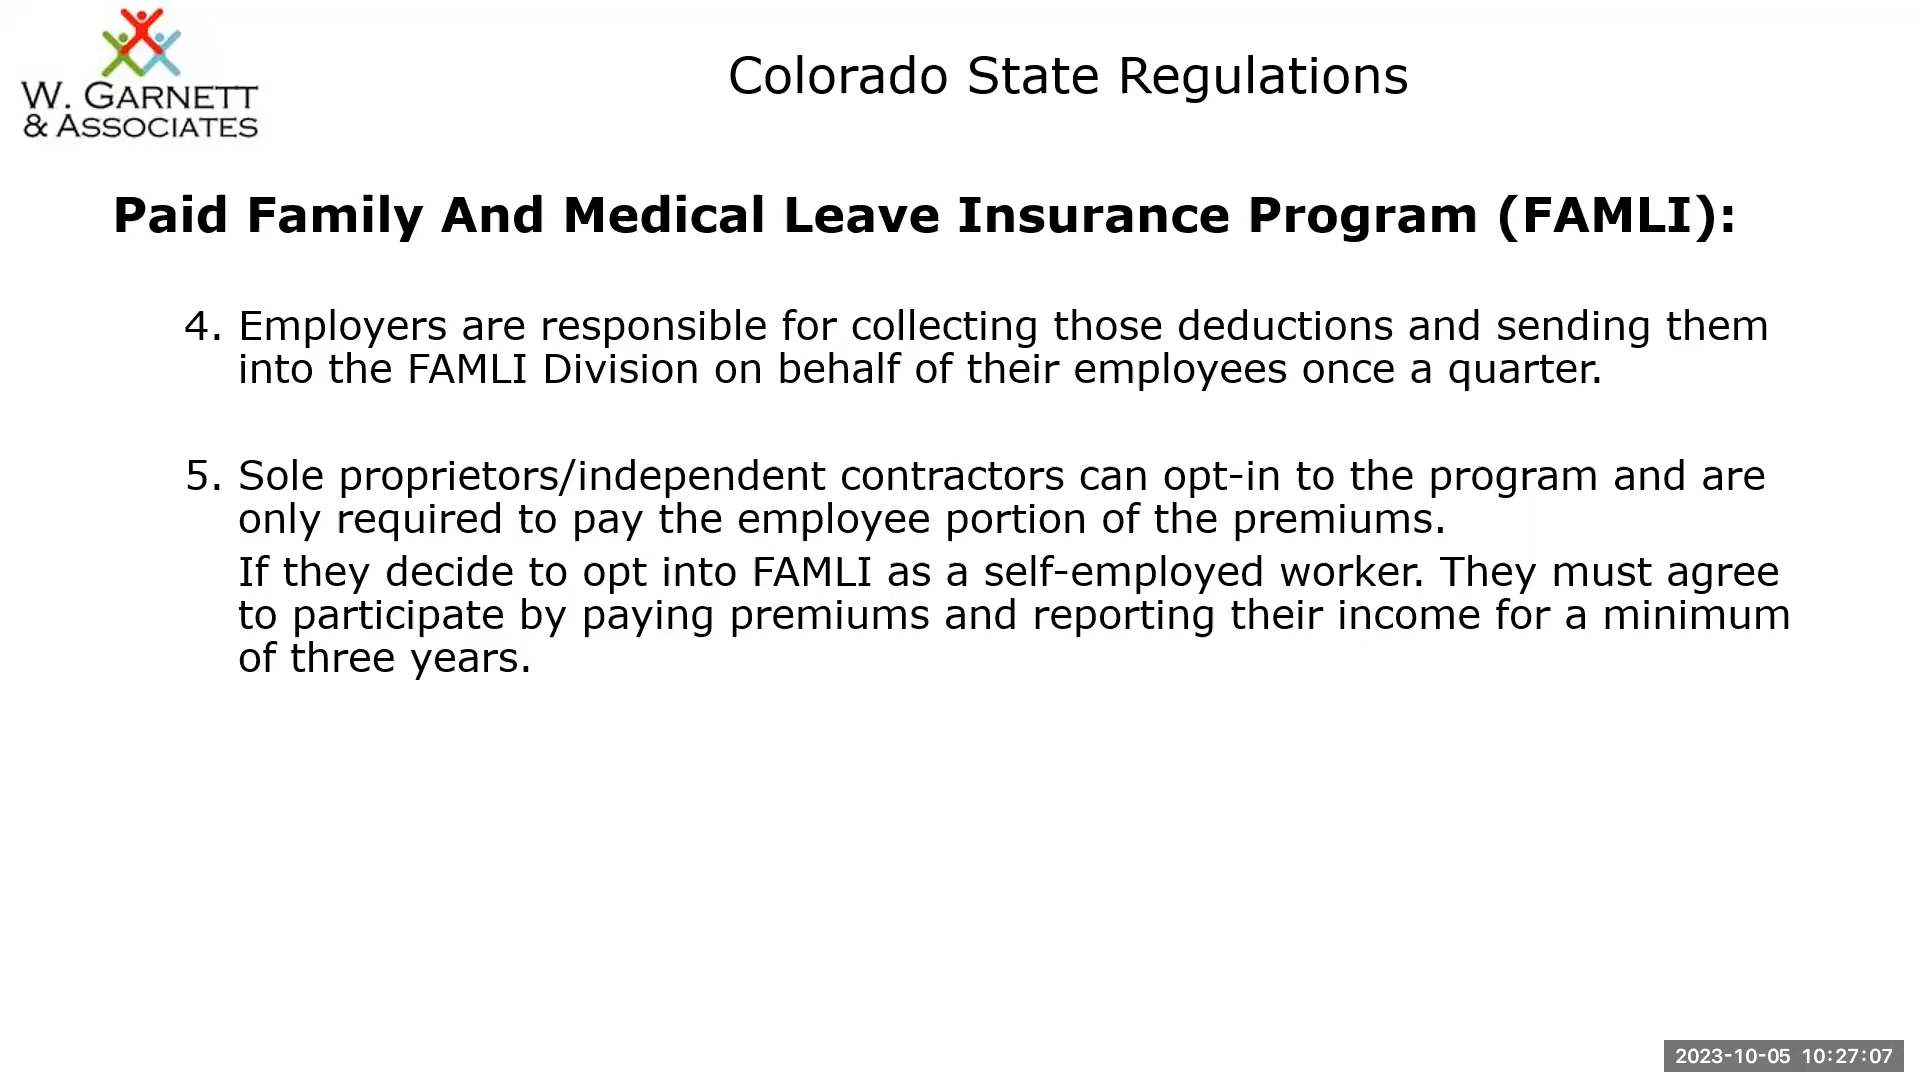 W. GARNETT
& ASSOCIATES
Colorado State Regulations
Paid Family And Medical Leave Insurance Program (FAMLI):
4. Employers are responsible for collecting those deductions and sending them
into the FAMLI Division on behalf of their employees once a quarter.
5. Sole proprietors/independent contractors can opt-in to the program and are
only required to pay the employee portion of the premiums.
If they decide to opt into FAMLI as a self-employed worker. They must agree
to participate by paying premiums and reporting their income for a minimum
of three years.
2023-10-05 10:27:07